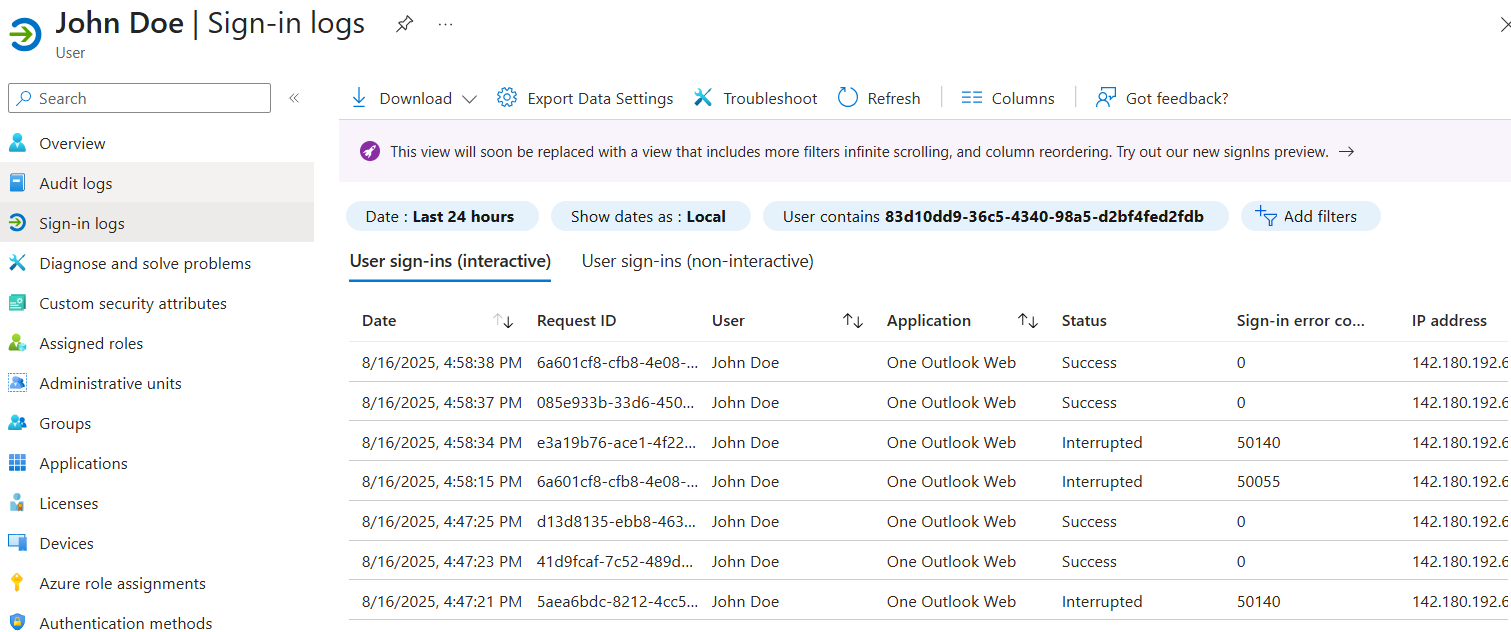 John Doe | Sign-in logs ...
User
Search
Overview
Audit logs
Sign-in logs
Diagnose and solve problems
Custom security attributes
Assigned roles
Administrative units
Groups
Applications
Licenses
Devices
Azure role assignments
Authentication methods
Download Export Data Settings Troubleshoot Refresh Columns Got feedback?
This view will soon be replaced with a view that includes more filters infinite scrolling, and column reordering. Try out our new signIns preview. →
Date : Last 24 hours Show dates as : Local User contains 83d10dd9-36c5-4340-98a5-d2bf4fed2fdb Add filters
User sign-ins (interactive) User sign-ins (non-interactive)
Date Request ID User Application Status Sign-in error co... IP address
8/16/2025, 4:58:38 PM 6a601cf8-cfb8-4e08-... John Doe One Outlook Web Success 0 142.180.192.6
8/16/2025, 4:58:37 PM 085e933b-33d6-450... John Doe One Outlook Web Success 0 142.180.192.6
8/16/2025, 4:58:34 PM e3a19b76-ace1-4f22... John Doe One Outlook Web Interrupted 50140 142.180.192.6
8/16/2025, 4:58:15 PM 6a601cf8-cfb8-4e08-... John Doe One Outlook Web Interrupted 50055 142.180.192.6
8/16/2025, 4:47:25 PM d13d8135-ebb8-463... John Doe One Outlook Web Success 0 142.180.192.6
8/16/2025, 4:47:23 PM 41d9fcaf-7c52-489d... John Doe One Outlook Web Success 0 142.180.192.6
8/16/2025, 4:47:21 PM 5aea6bdc-8212-4cc5... John Doe One Outlook Web Interrupted 50140 142.180.192.6